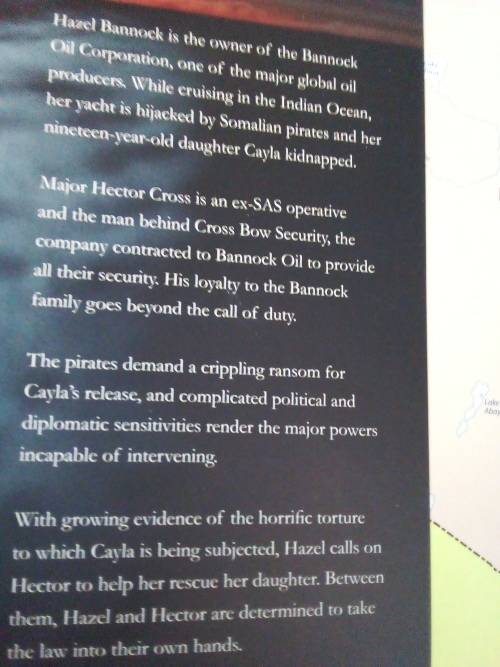 Hazel Bannock is the owner of the Bannock
Oil Corporation, one of the major global oil
producers. While cruising in the Indian Ocean,
her yacht is hijacked by Somalian pirates and her
nineteen-year-old daughter Cayla kidnapped.
Major Hector Cross is an ex-SAS operative
and the man behind Cross Bow Security, the
company contracted to Bannock Oil to provide
all their security. His loyalty to the Bannock
family goes beyond the call of duty.
The pirates demand a crippling ransom for
Cayla's release, and complicated political and
diplomatic sensitivities render the major powers
incapable of intervening.
With growing evidence of the horrific torture
to which Cayla is being subjected, Hazel calls on
Hector to help her rescue her daughter. Between
them, Hazel and Hector are determined to take
the law into their own hands.
Lake